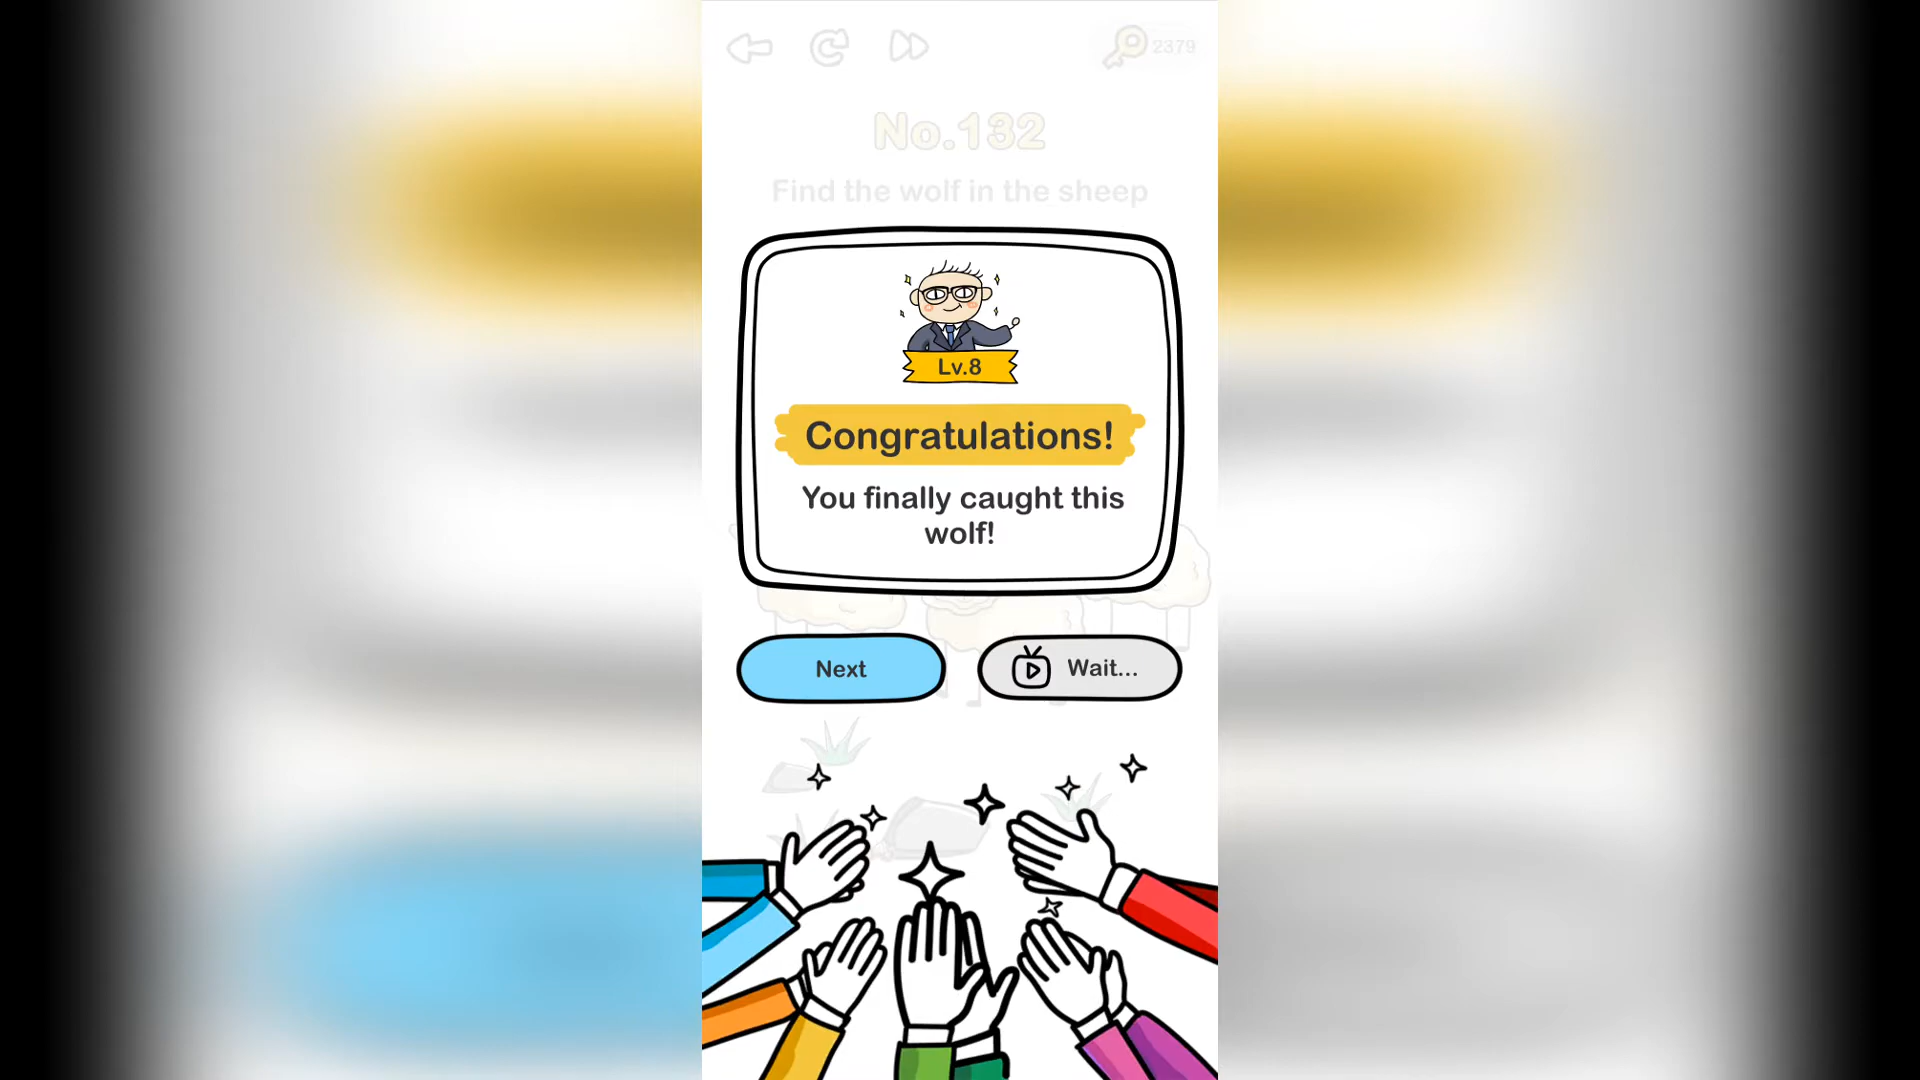 2379
No.132
Find the wolf in the sheep
Lv.8
Congratulations!
You finally caught this
wolf!
Next
Wait...